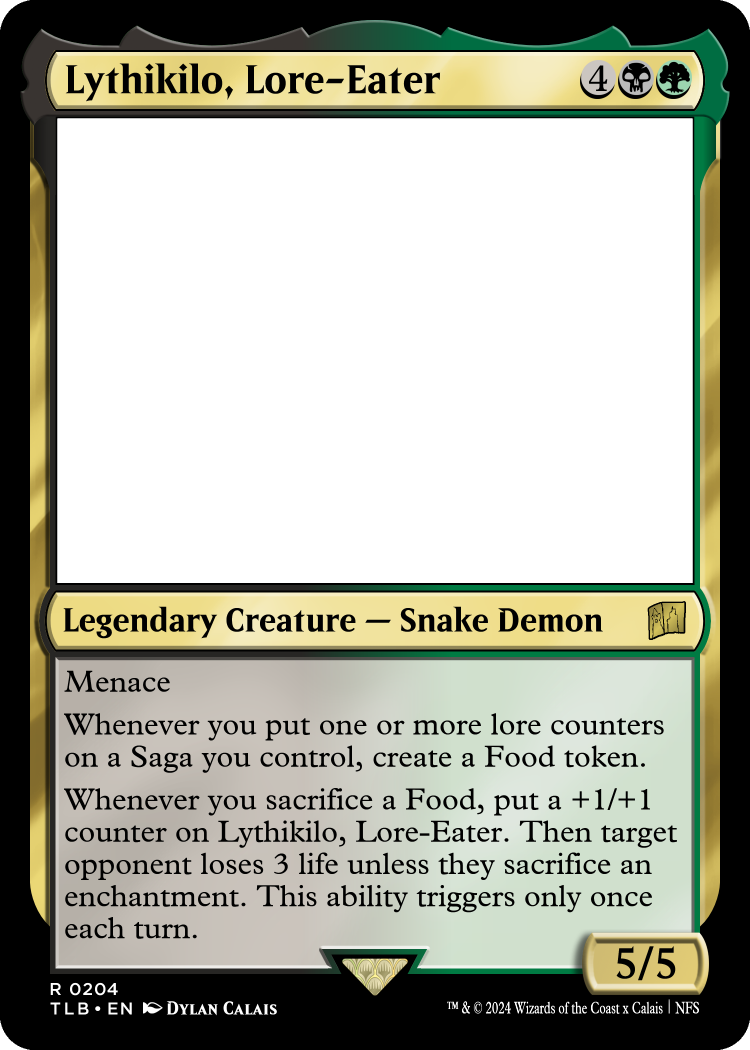 Lythikilo, Lore-Eater 4
Legendary Creature — Snake Demon
Menace
Whenever you put one or more lore counters
on a Saga you control, create a Food token.
Whenever you sacrifice a Food, put a +1/+1
counter on Lythikilo, Lore-Eater. Then target
opponent loses 3 life unless they sacrifice an
enchantment. This ability triggers only once
each turn.
5/5
R 0204
TLB • EN Dylan Calais
™ & © 2024 Wizards of the Coast x Calais | NFS